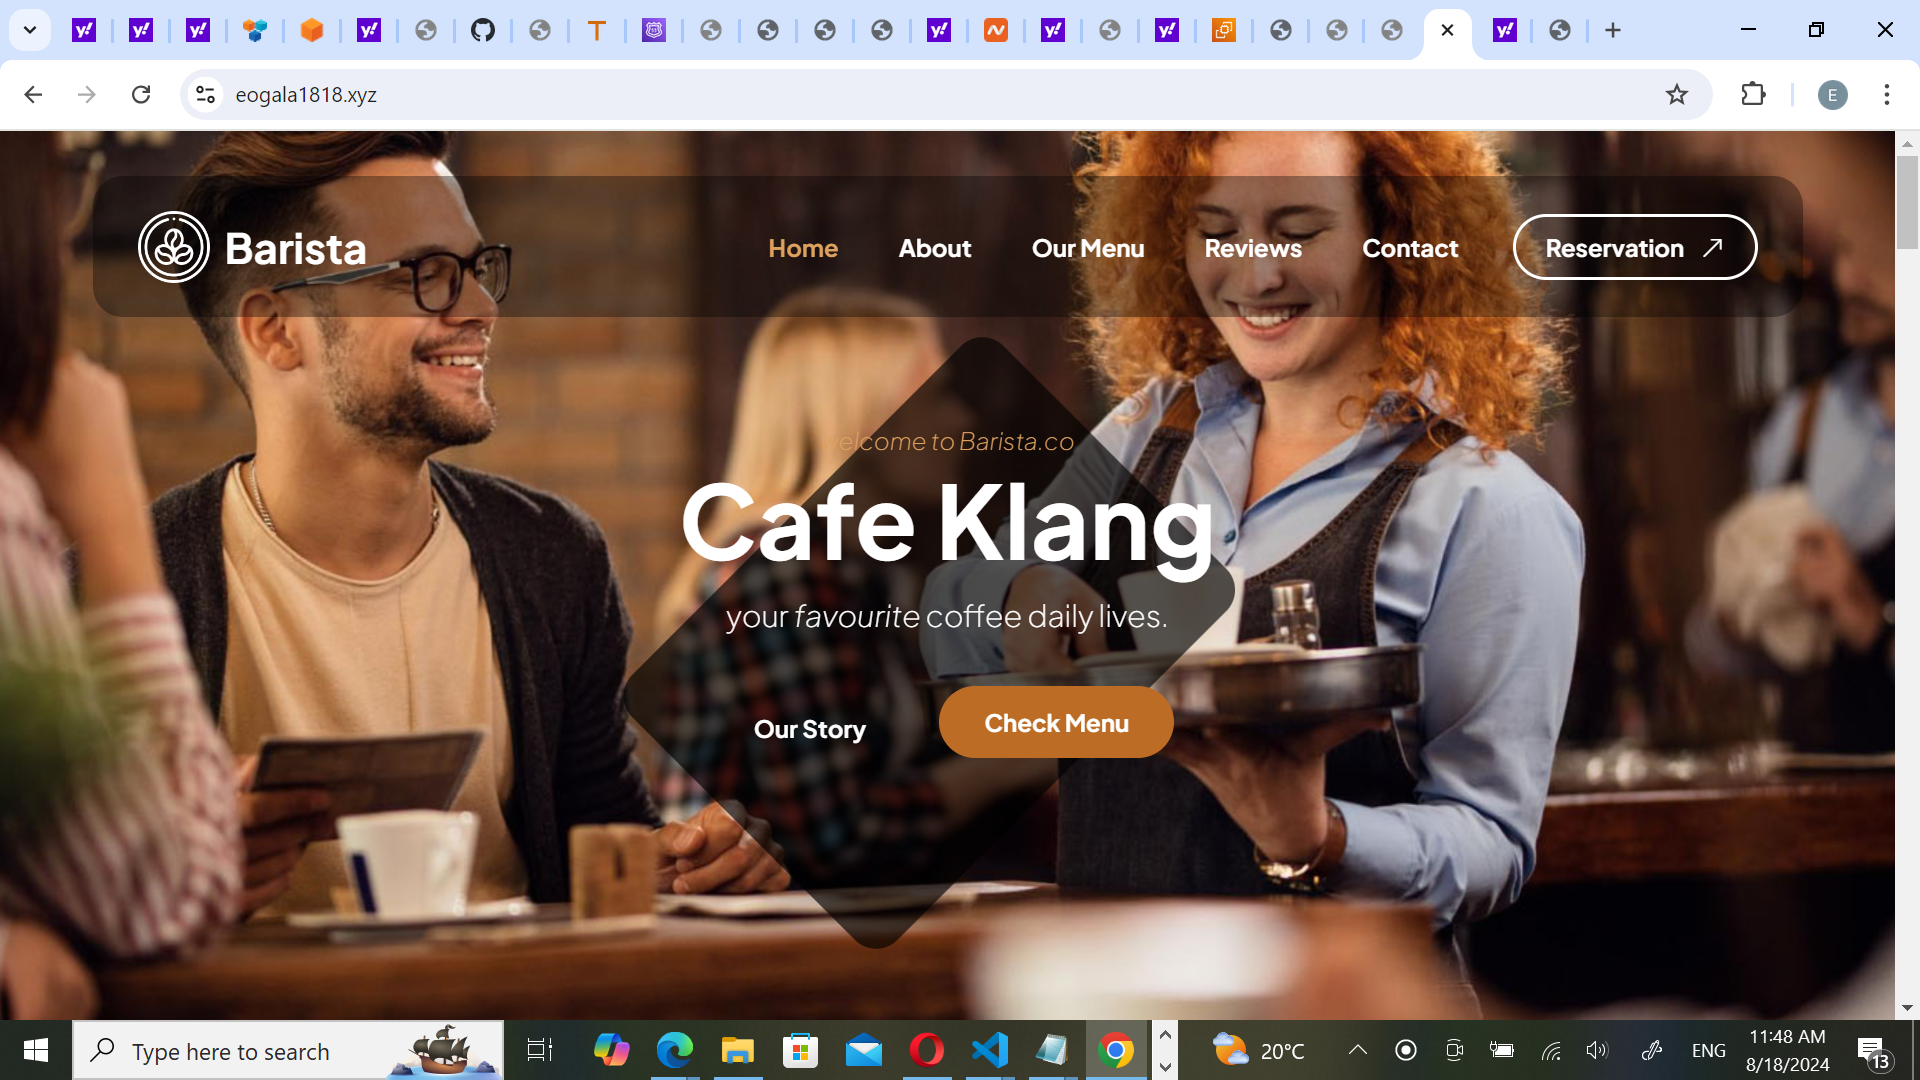 eogala1818.xyz
E
Barista
Home
About
Our Menu
Reviews
Contact
Reservation
welcome to Barista.co
Cafe Klang
your favourite coffee daily lives.
Our Story
Check Menu
Type here to search
20°C
ENG
11:48 AM
8/18/2024
13